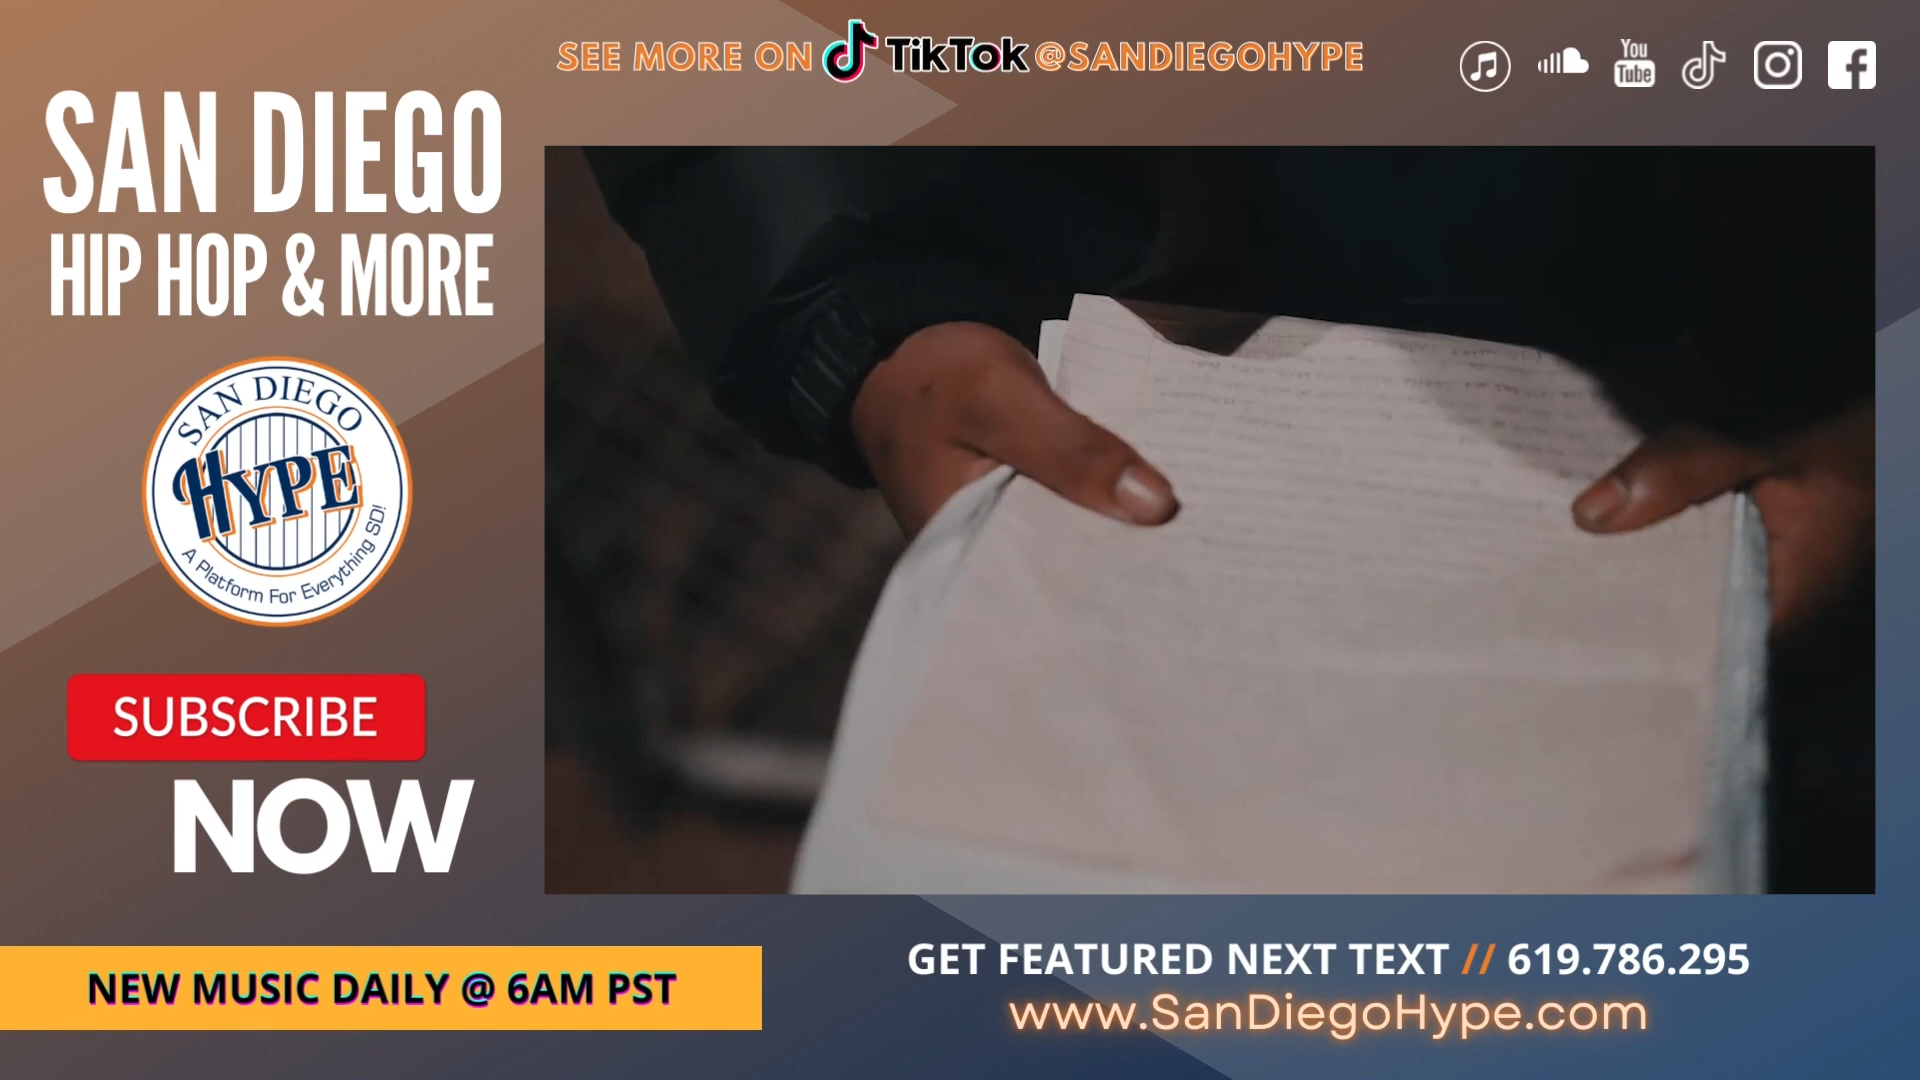 SEE MORE ON TikTok @SANDIEGOHYPE
You
Tube
SAN DIEGO
HIP HOP & MORE
SAN DIEGO
HYPE
A Platform For Everything SD!
SUBSCRIBE
NOW
NEW MUSIC DAILY @ 6AM PST
GET FEATURED NEXT TEXT // 619.786.295
www.SanDiegoHype.com